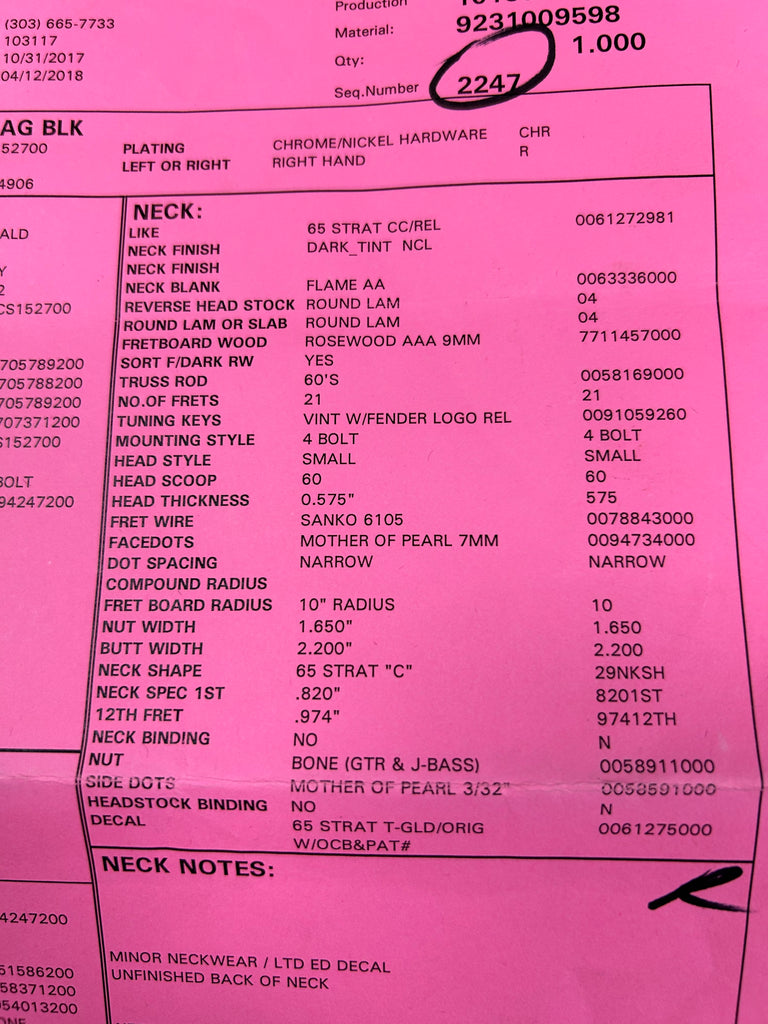 (303) 665-7733
103117
10/31/2017
04/12/2018
Production
Material: 9231009598
Qty: 1.000
Seq.Number 2247
AG BLK
52700
4906
PLATING CHROME/NICKEL HARDWARE CHR
LEFT OR RIGHT RIGHT HAND R
ALD
Y
2
CS152700
705789200
705788200
705789200
707371200
S152700
BOLT
94247200
NECK:
LIKE 65 STRAT CC/REL 0061272981
NECK FINISH DARK_TINT NCL
NECK FINISH
NECK BLANK FLAME AA 0063336000
REVERSE HEAD STOCK ROUND LAM 04
ROUND LAM OR SLAB ROUND LAM 04
FRETBOARD WOOD ROSEWOOD AAA 9MM 7711457000
SORT F/DARK RW YES
TRUSS ROD 60'S 0058169000
NO.OF FRETS 21 21
TUNING KEYS VINT W/FENDER LOGO REL 0091059260
MOUNTING STYLE 4 BOLT 4 BOLT
HEAD STYLE SMALL SMALL
HEAD SCOOP 60 60
HEAD THICKNESS 0.575" 575
FRET WIRE SANKO 6105 0078843000
FACEDOTS MOTHER OF PEARL 7MM 0094734000
DOT SPACING NARROW NARROW
COMPOUND RADIUS
FRET BOARD RADIUS 10" RADIUS 10
NUT WIDTH 1.650" 1.650
BUTT WIDTH 2.200" 2.200
NECK SHAPE 65 STRAT "C" 29NKSH
NECK SPEC 1ST .820" 8201ST
12TH FRET .974" 97412TH
NECK BINDING NO N
NUT BONE (GTR & J-BASS) 0058911000
SIDE DOTS MOTHER OF PEARL 3/32" 0058591000
HEADSTOCK BINDING NO N
DECAL 65 STRAT T-GLD/ORIG 0061275000
W/OCB&PAT#
NECK NOTES:
MINOR NECKWEAR / LTD ED DECAL
UNFINISHED BACK OF NECK
4247200
51586200
58371200
054013200